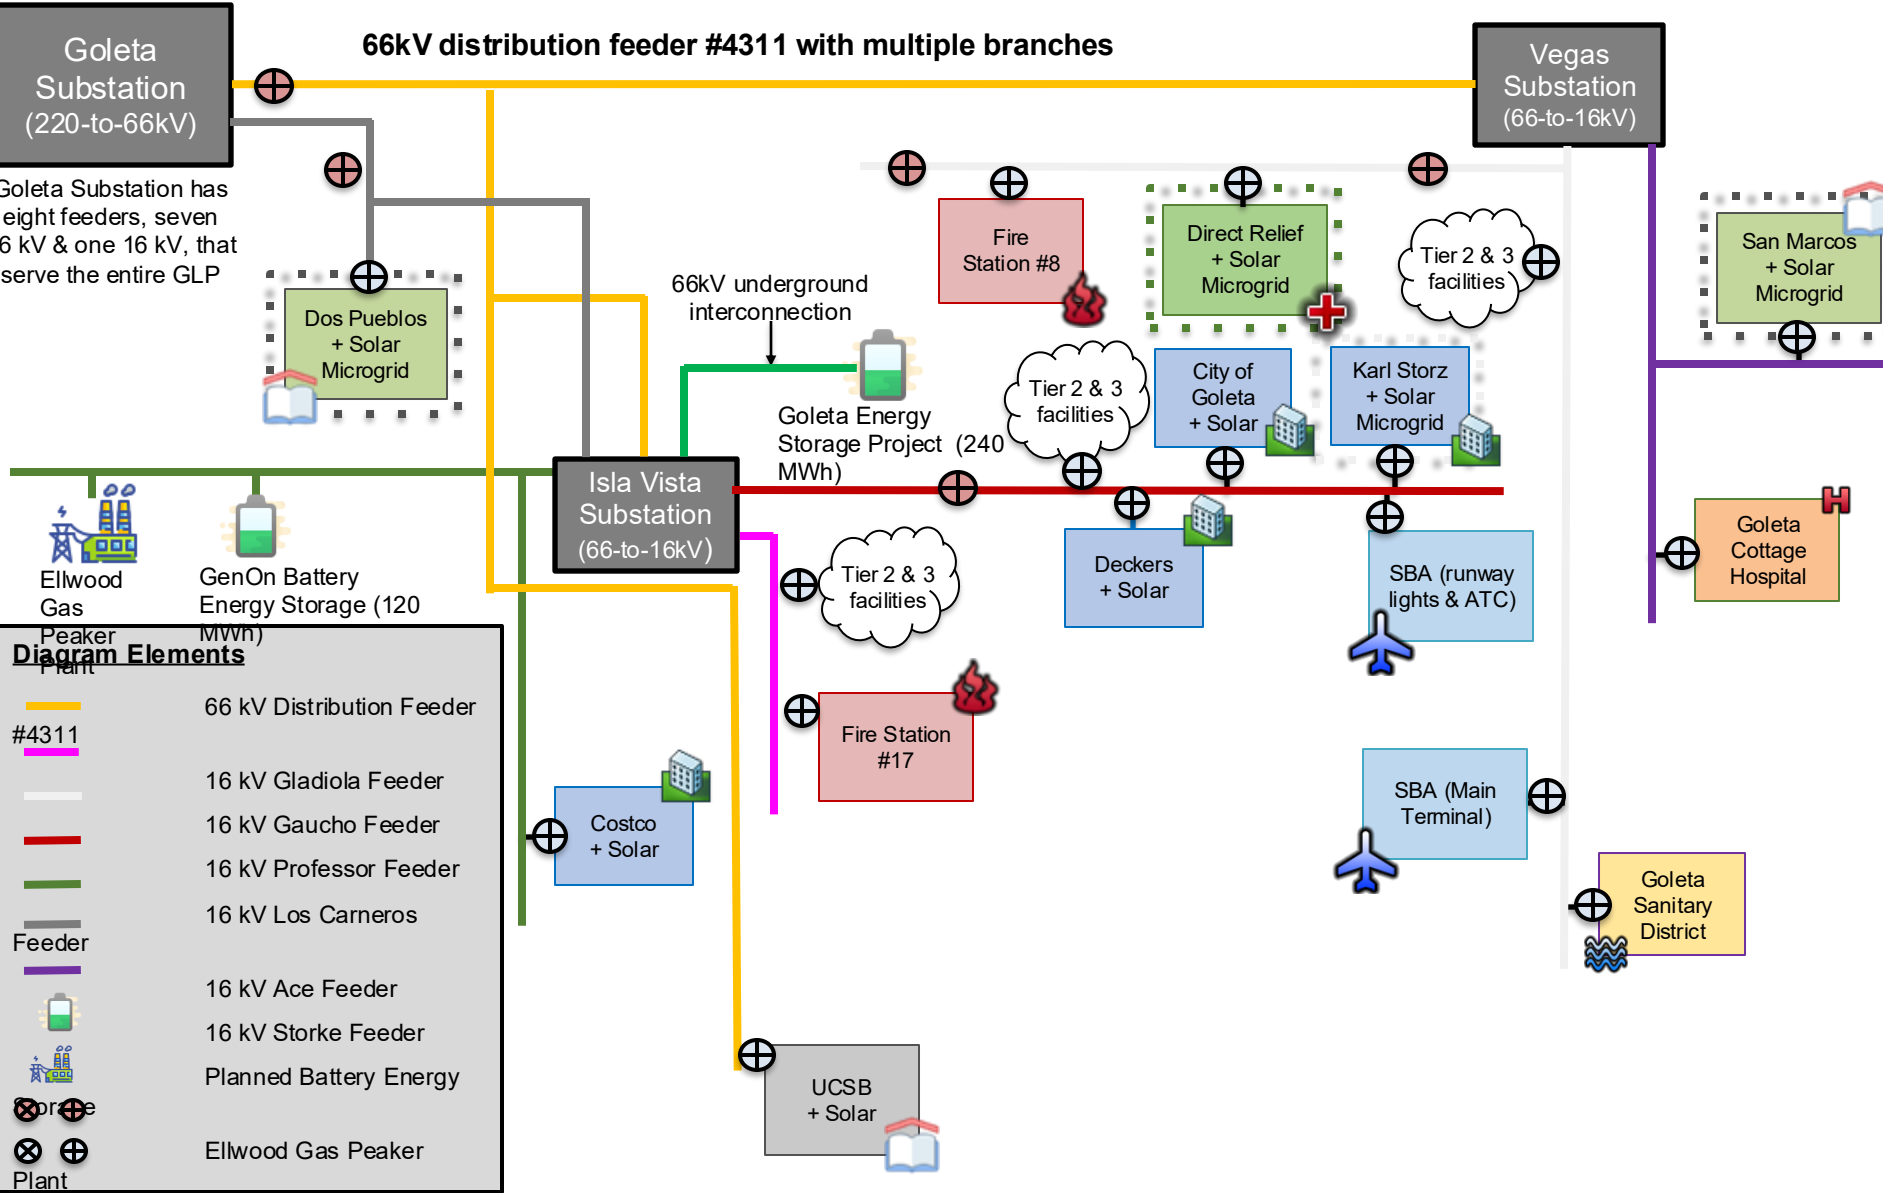 Goleta
Substation
(220-to-66kV)
66kV distribution feeder #4311 with multiple branches
Vegas
Substation
(66-to-16kV)
Goleta Substation has
eight feeders, seven
6 kV & one 16 kV, that
serve the entire GLP
Dos Pueblos
+ Solar
Microgrid
66kV underground
interconnection
Goleta Energy
Storage Project (240
MWh)
Fire
Station #8
Direct Relief
+ Solar
Microgrid
Tier 2 & 3
facilities
San Marcos
+ Solar
Microgrid
Tier 2 & 3
facilities
City of
Goleta
+ Solar
Karl Storz
+ Solar
Microgrid
Isla Vista
Substation
(66-to-16kV)
Ellwood
Gas
Peaker
Plant
GenOn Battery
Energy Storage (120
MWh)
Tier 2 & 3
facilities
Deckers
+ Solar
SBA (runway
lights & ATC)
Goleta
Cottage
Hospital
H
Fire Station
#17
Costco
+ Solar
SBA (Main
Terminal)
Goleta
Sanitary
District
UCSB
+ Solar
Diagram Elements
66 kV Distribution Feeder
#4311
16 kV Gladiola Feeder
16 kV Gaucho Feeder
16 kV Professor Feeder
16 kV Los Carneros
Feeder
16 kV Ace Feeder
16 kV Storke Feeder
Planned Battery Energy
Storage
Ellwood Gas Peaker
Plant